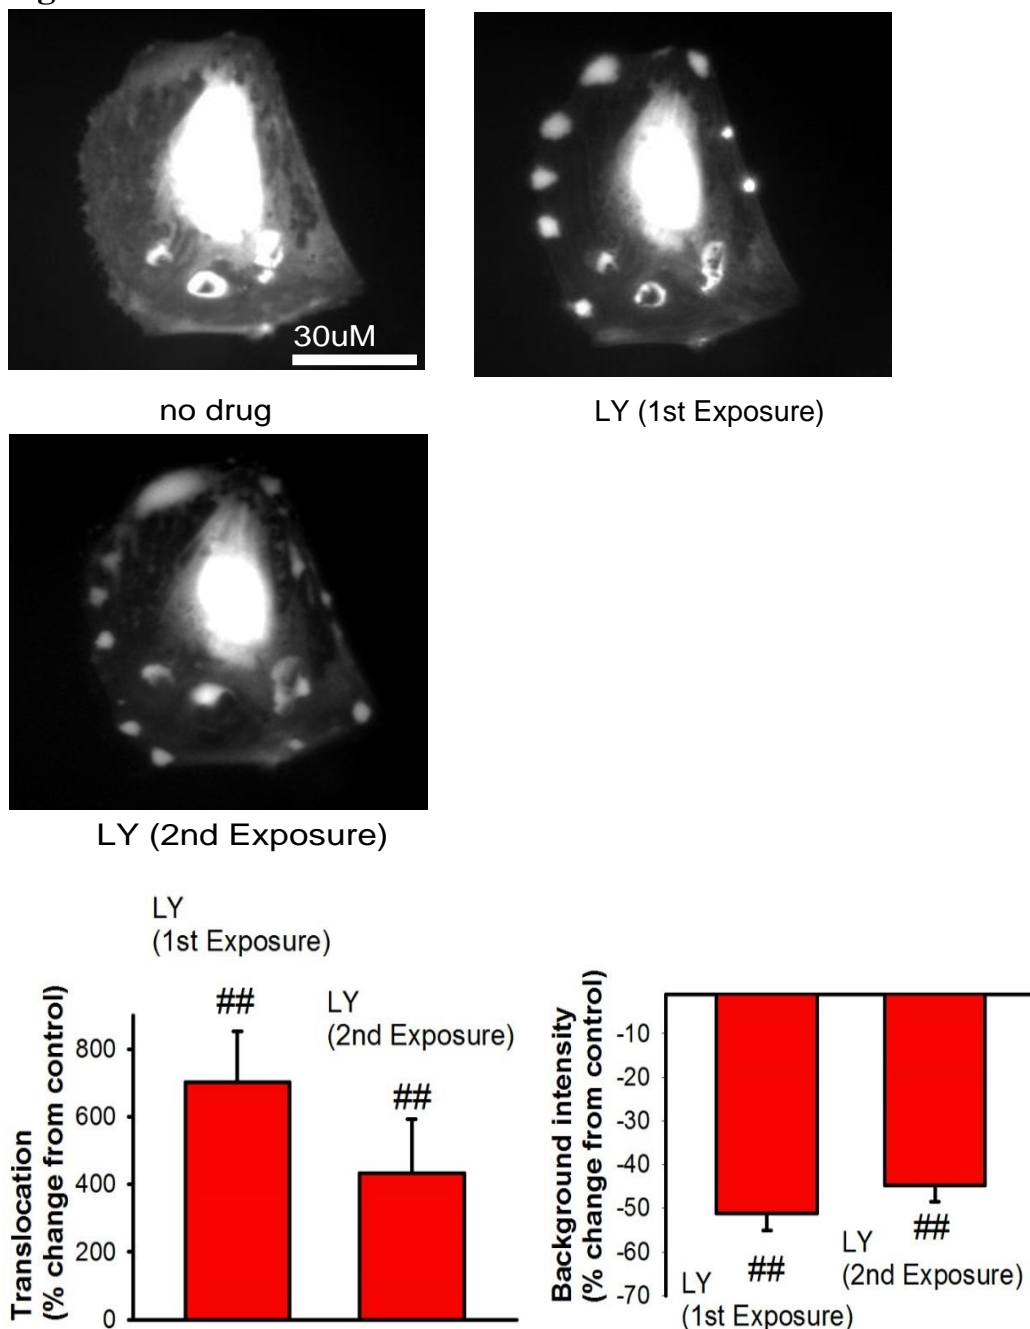 30uM
no drug
LY (1st Exposure)
LY (2nd Exposure)
LY
(1st Exposure)
##
LY
(2nd Exposure)
##
Translocation
(% change from control)
800
600
400
200
0
Background intensity
(% change from control)
-10
-20
-30
-40
-50
-60
-70
##
LY
(1st Exposure)
##
LY
(2nd Exposure)